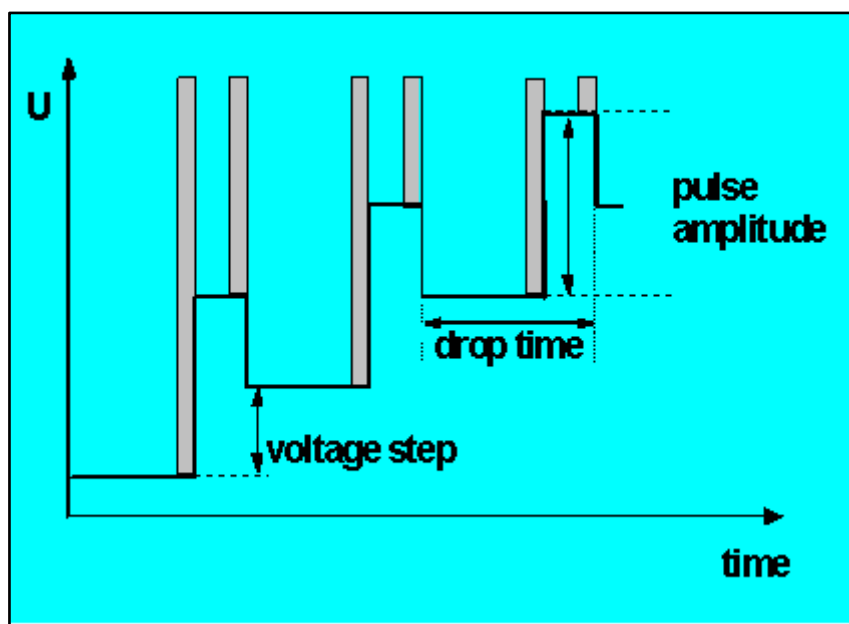 U
pulse
amplitude
drop time
voltage step
time